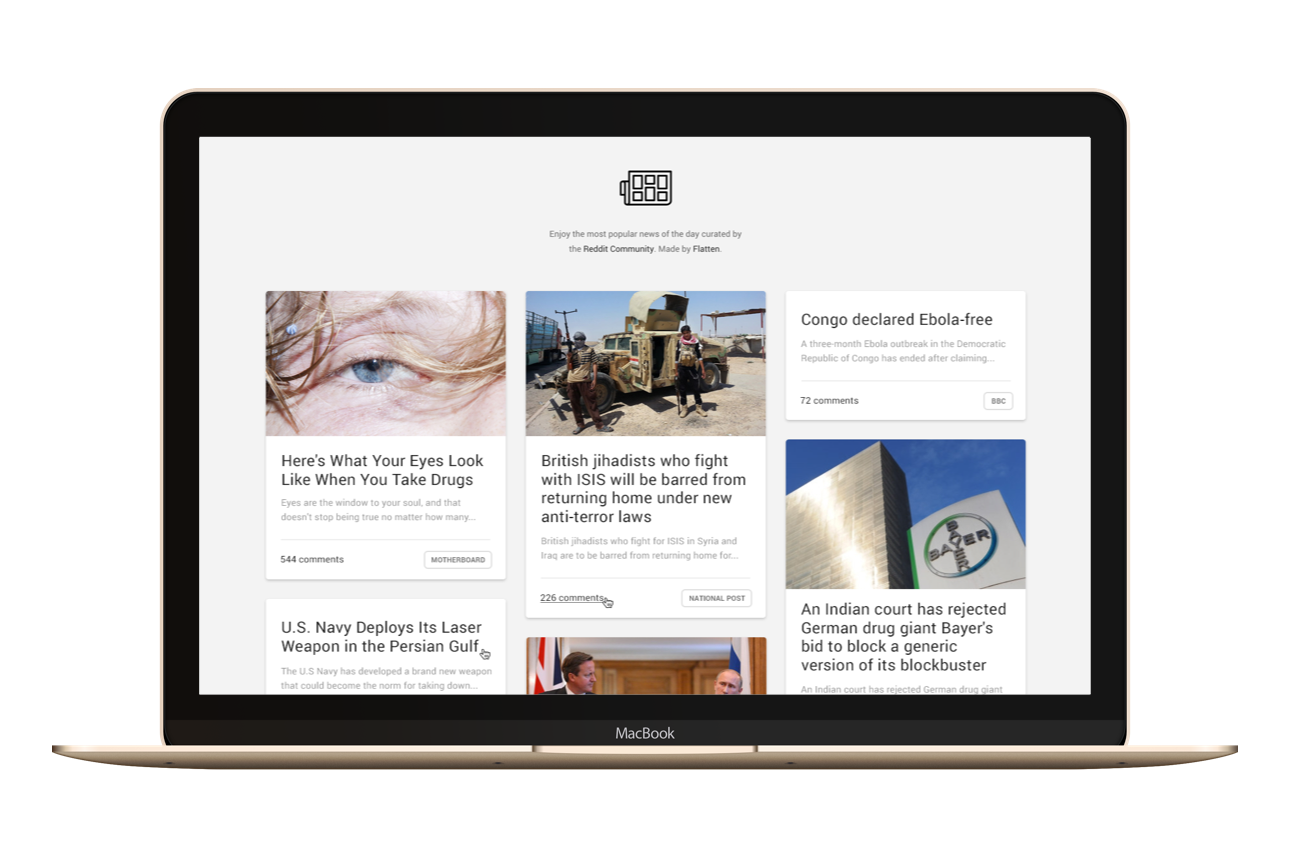 Enjoy the most popular news of the day curated by
the Reddit Community. Made by Flatten.
Here's What Your Eyes Look
Like When You Take Drugs
Eyes are the window to your soul, and that
doesn't stop being true no matter how many...
544 comments
MOTHERBOARD
U.S. Navy Deploys Its Laser
Weapon in the Persian Gulf
The U.S Navy has developed a brand new weapon
that could become the norm for taking down...
British jihadists who fight
with ISIS will be barred from
returning home under new
anti-terror laws
British jihadists who fight for ISIS in Syria and
Iraq are to be barred from returning home for...
226 comments
NATIONAL POST
Congo declared Ebola-free
A three-month Ebola outbreak in the Democratic
Republic of Congo has ended after claiming...
72 comments
BBC
BAYER
BAYER
An Indian court has rejected
German drug giant Bayer's
bid to block a generic
version of its blockbuster
An Indian court has rejected German drug giant
MacBook